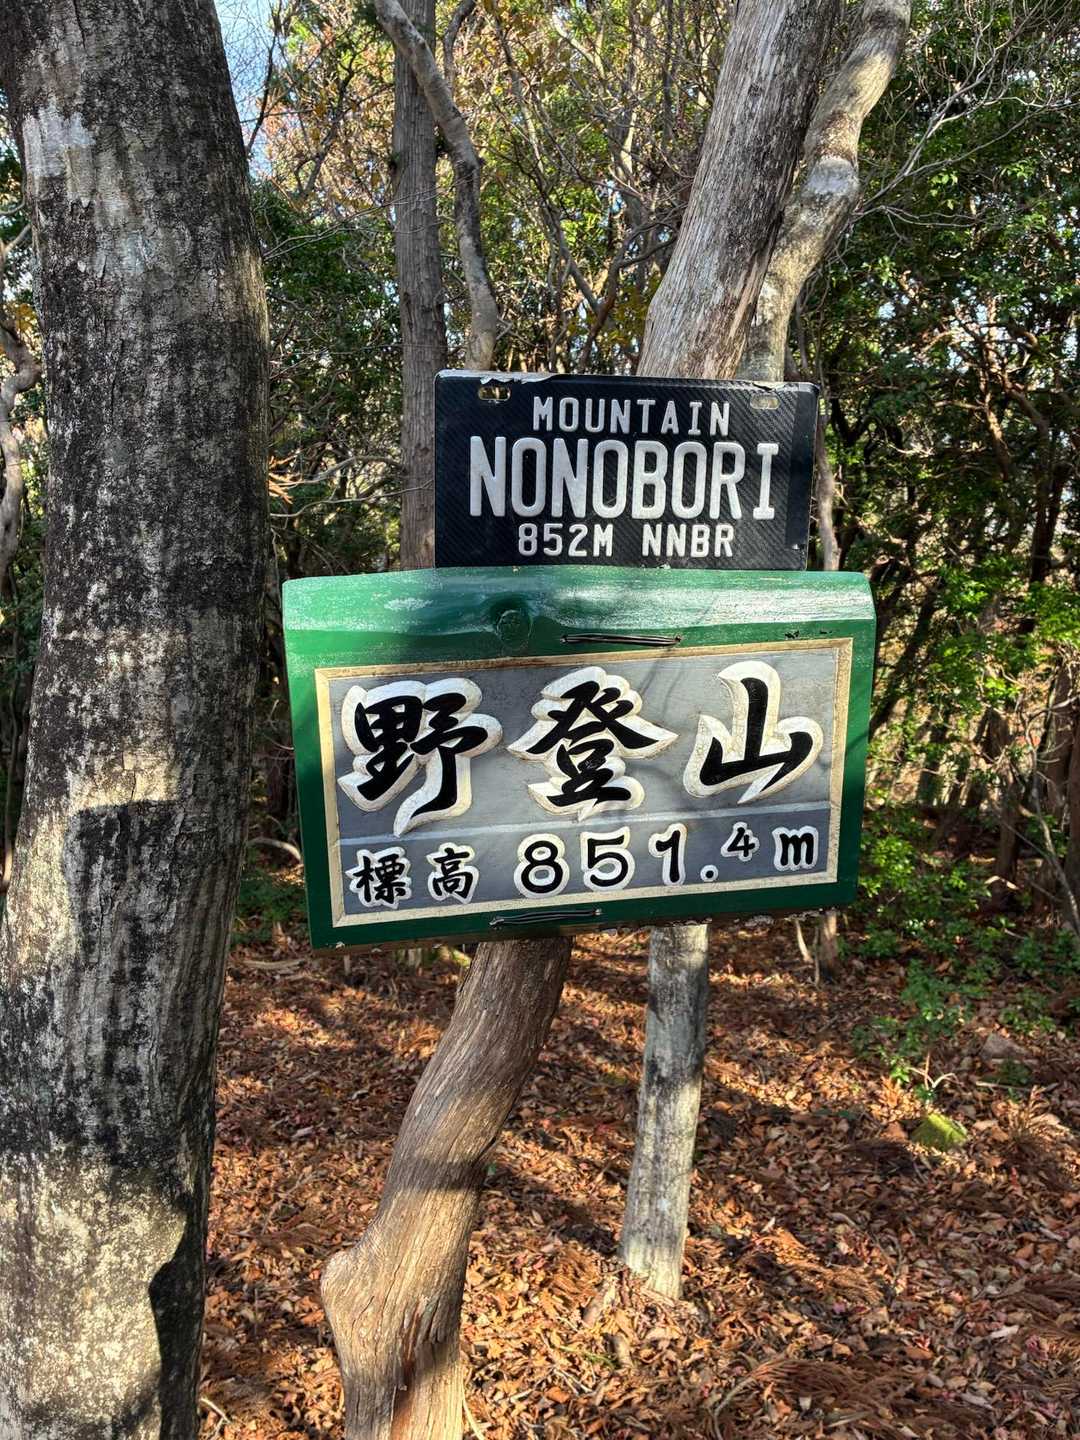 MOUNTAIN
NONOBORI
852M NNBR
野登山
標高 851.4m